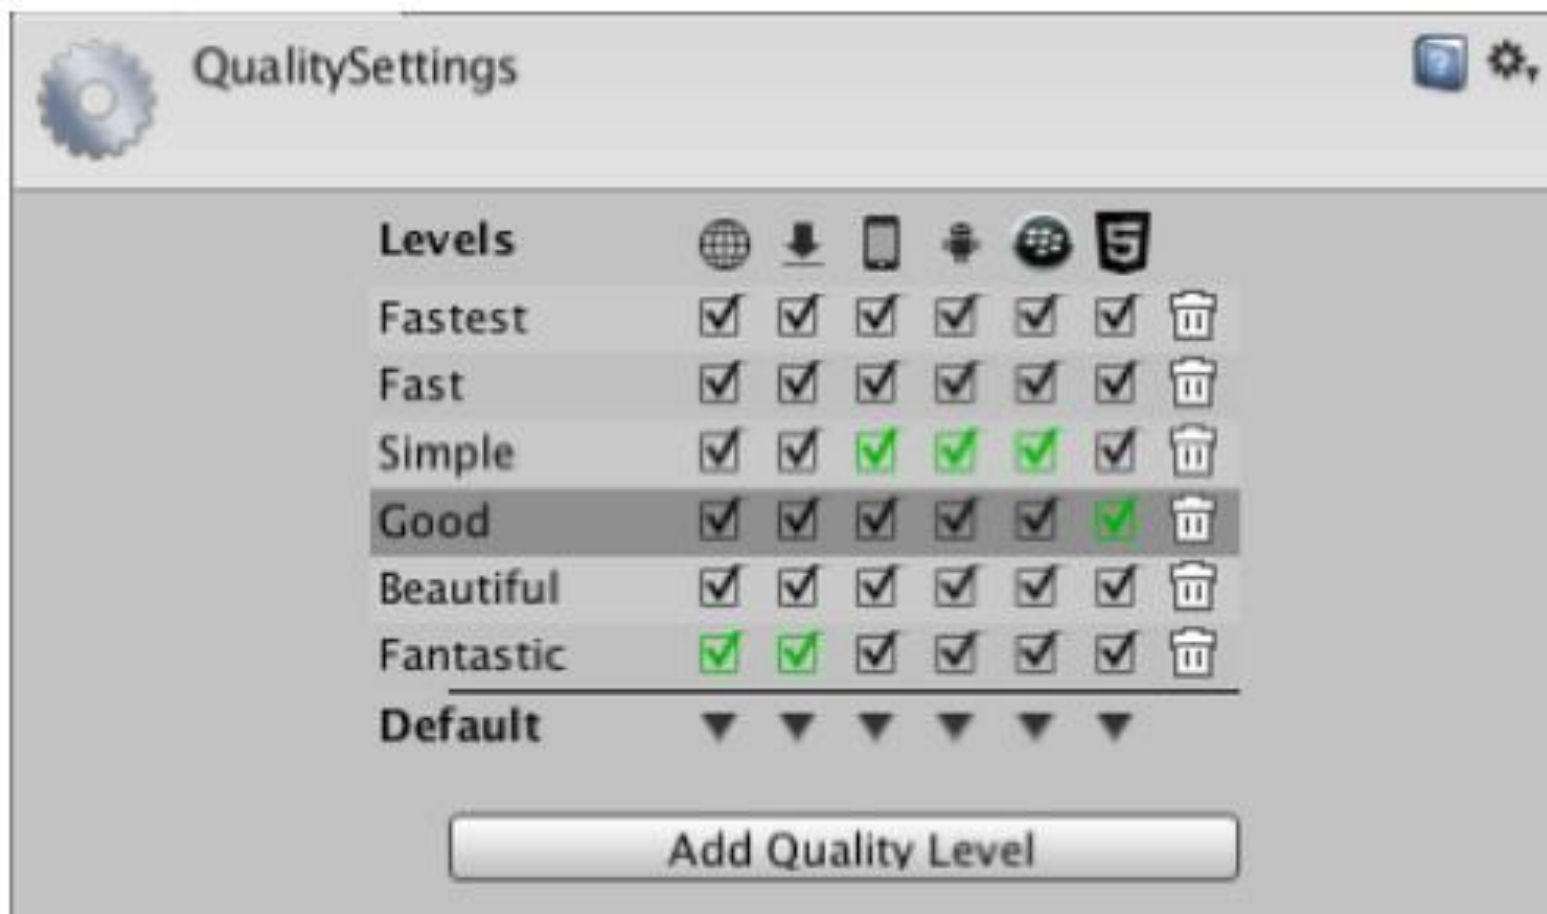 QualitySettings
Levels
Fastest
Fast
Simple
Good
Beautiful
Fantastic
Default
Add Quality Level